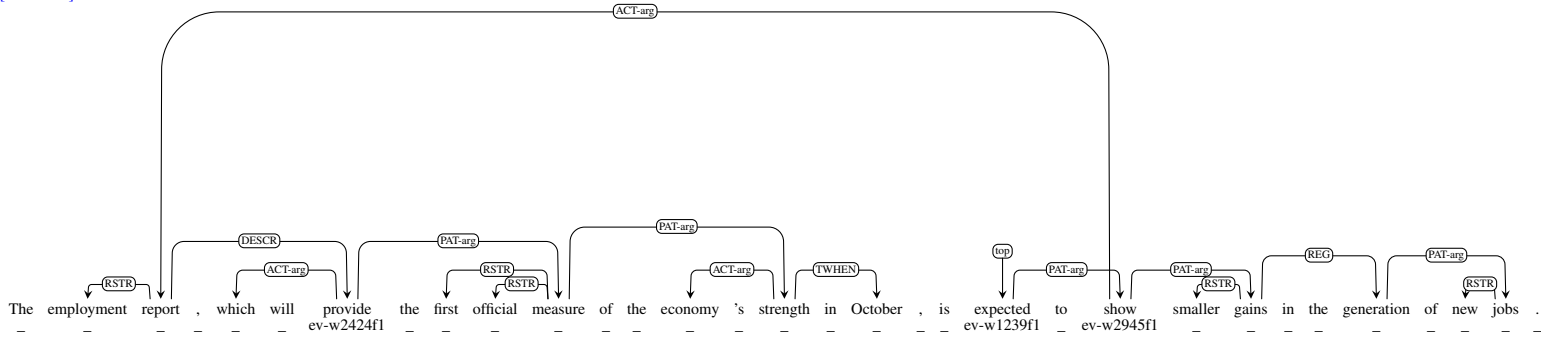 ACT-arg
PAT-arg
DESCR PAT-arg top REG PAT-arg
ACT-arg RSTR ACT-arg TWHEN PAT-arg PAT-arg
RSTR RSTR RSTR RSTR
The employment report , which will provide the first official measure of the economy 's strength in October , is expected to show smaller gains in the generation of new jobs .
_ _ _ _ _ _ ev-w2424f1 _ _ _ _ _ _ _ _ _ _ _ _ _ ev-w1239f1 _ ev-w2945f1 _ _ _ _ _ _ _ _ _